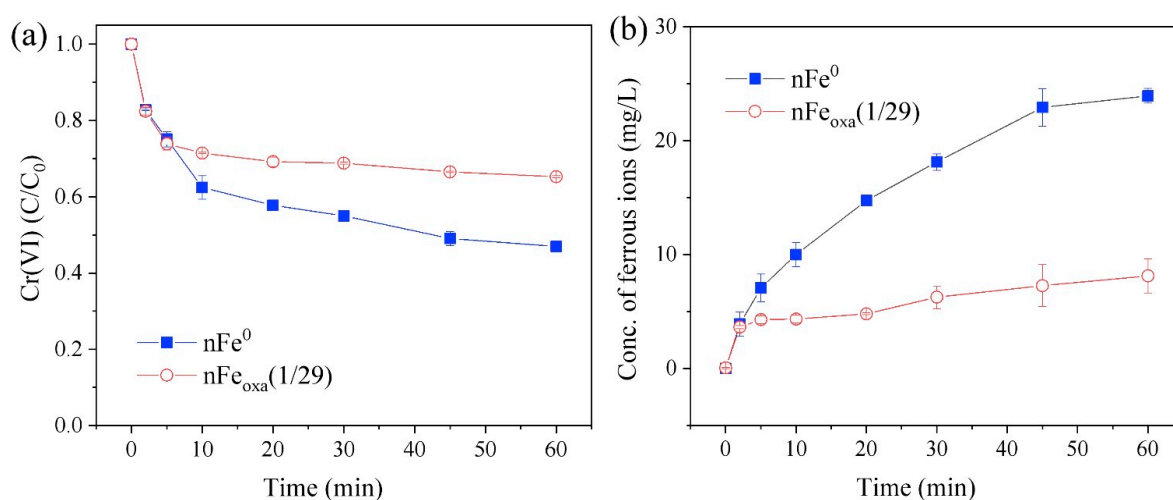 (a)
Cr(VI) (C/C₀)
1.0
0.8
0.6
0.4
0.2
0.0
nFe⁰
nFeₒₓₐ(1/29)
0 10 20 30 40 50 60
Time (min)
(b)
Conc. of ferrous ions (mg/L)
30
20
10
0
nFe⁰
nFeₒₓₐ(1/29)
0 10 20 30 40 50 60
Time (min)